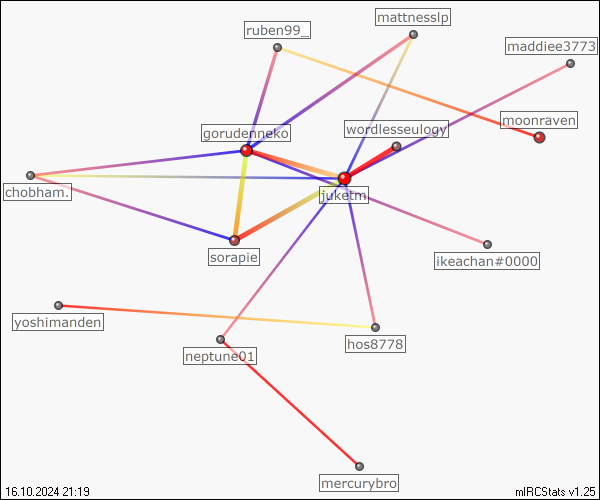 mattnesslp
ruben99_
maddiee3773
moonraven
wordlesseulogy
gorudenneko
chobham.
juketm
sorapie
ikeachan#0000
yoshimanden
hos8778
neptune01
mercurybro
16.10.2024 21:19
mIRCStats v1.25